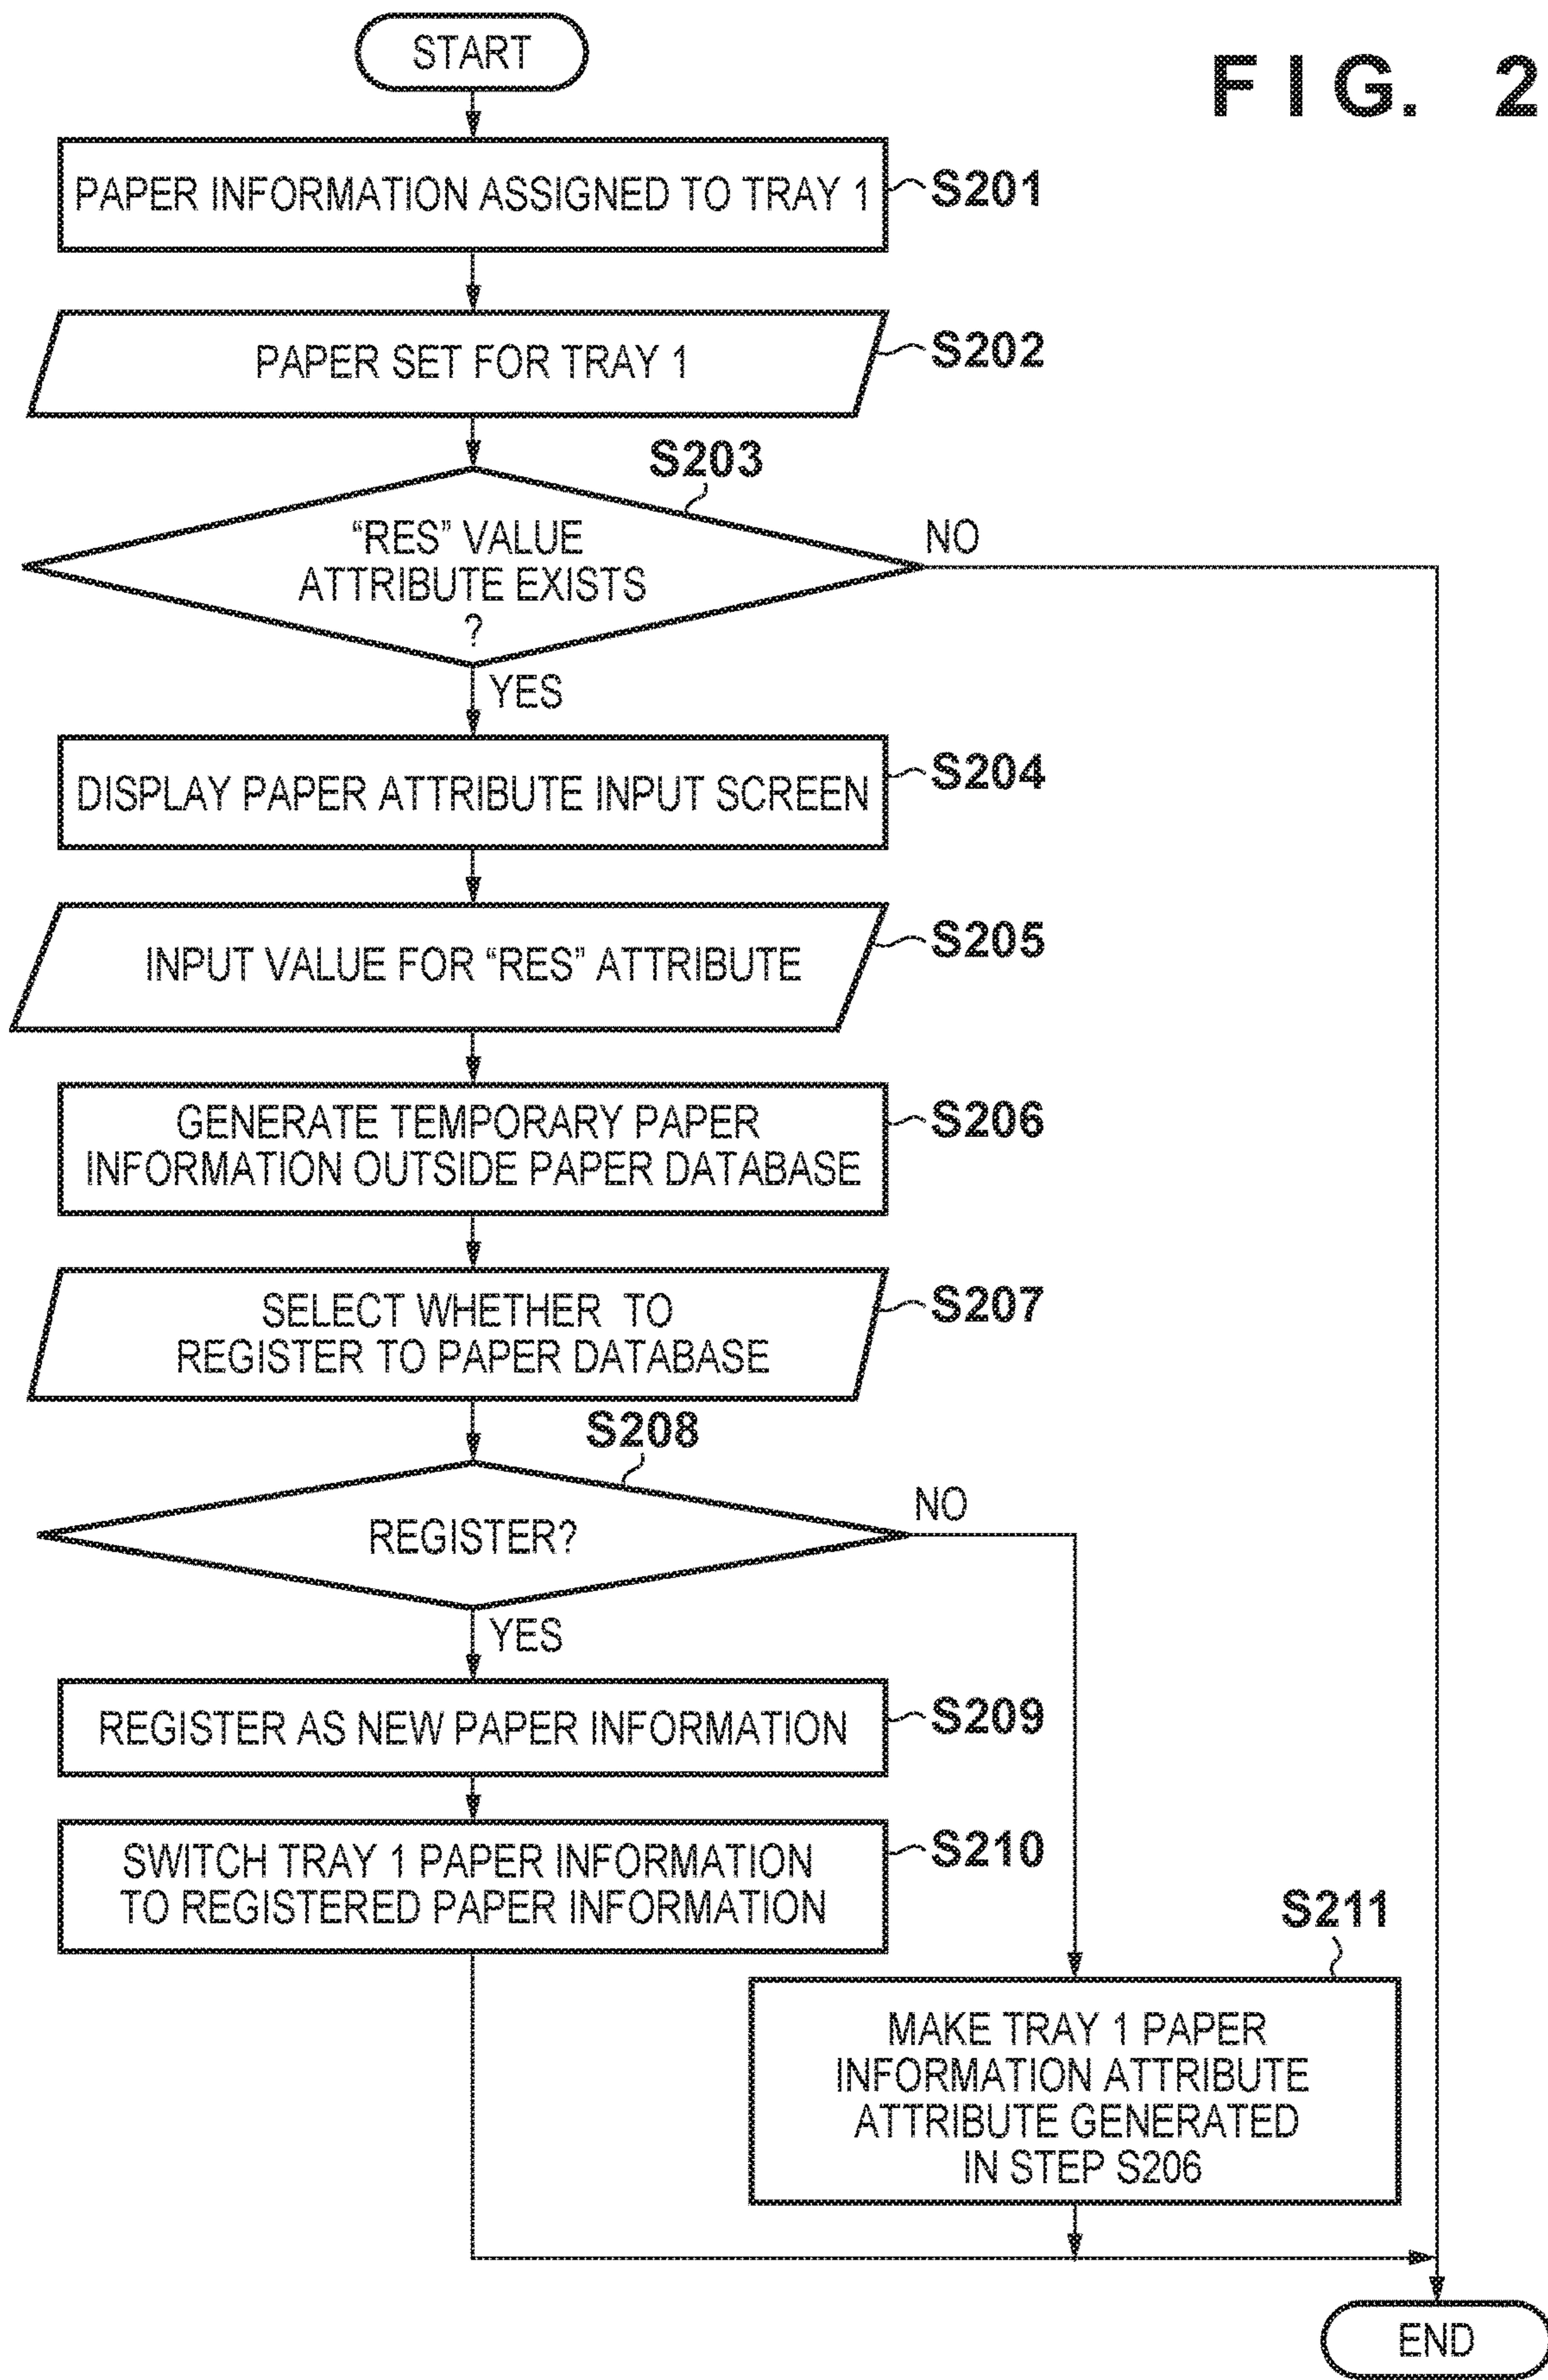 FIG. 2
START
PAPER INFORMATION ASSIGNED TO TRAY 1
S201
PAPER SET FOR TRAY 1
S202
S203
“RES” VALUE
ATTRIBUTE EXISTS
?
NO
YES
DISPLAY PAPER ATTRIBUTE INPUT SCREEN
S204
INPUT VALUE FOR “RES” ATTRIBUTE
S205
GENERATE TEMPORARY PAPER
INFORMATION OUTSIDE PAPER DATABASE
S206
SELECT WHETHER TO
REGISTER TO PAPER DATABASE
S207
S208
REGISTER?
NO
YES
REGISTER AS NEW PAPER INFORMATION
S209
SWITCH TRAY 1 PAPER INFORMATION
TO REGISTERED PAPER INFORMATION
S210
S211
MAKE TRAY 1 PAPER
INFORMATION ATTRIBUTE
ATTRIBUTE GENERATED
IN STEP S206
END